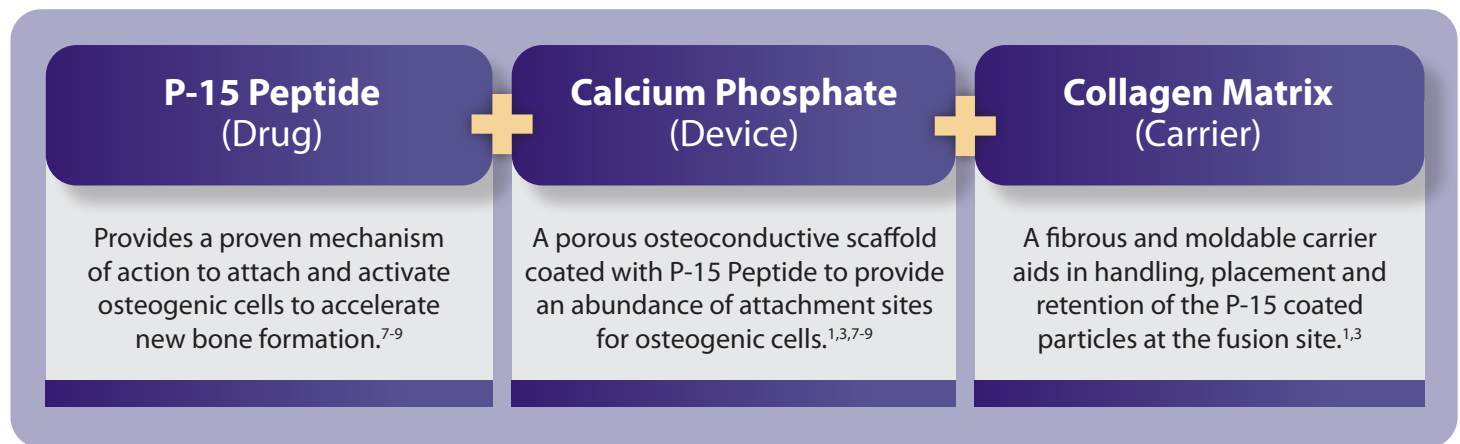 P-15 Peptide
(Drug)
Provides a proven mechanism
of action to attach and activate
osteogenic cells to accelerate
new bone formation.7-9
Calcium Phosphate
(Device)
A porous osteoconductive scaffold
coated with P-15 Peptide to provide
an abundance of attachment sites
for osteogenic cells.1,3,7-9
Collagen Matrix
(Carrier)
A fibrous and moldable carrier
aids in handling, placement and
retention of the P-15 coated
particles at the fusion site.1,3